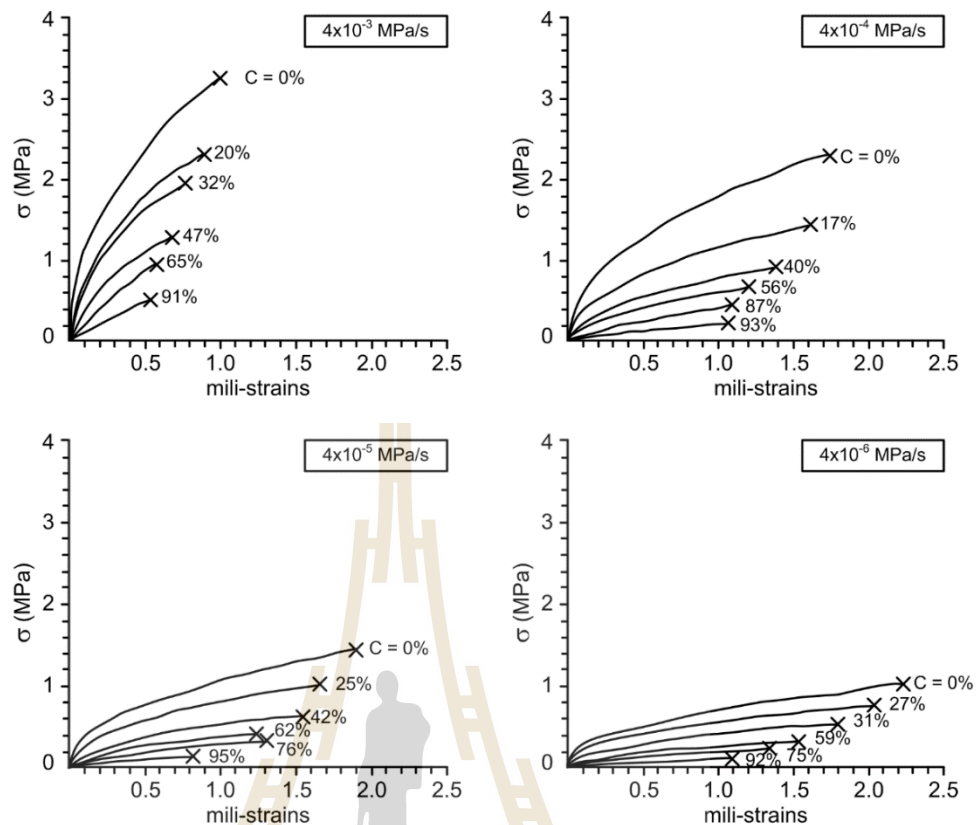 4x10⁻³ MPa/s
4
3
2
1
0
σ (MPa)
C = 0%
20%
32%
47%
65%
91%
0.5 1.0 1.5 2.0 2.5
mili-strains
4x10⁻⁴ MPa/s
4
3
2
1
0
σ (MPa)
C = 0%
17%
40%
56%
87%
93%
0.5 1.0 1.5 2.0 2.5
mili-strains
4x10⁻⁵ MPa/s
4
3
2
1
0
σ (MPa)
C = 0%
25%
42%
62%
76%
95%
0.5 1.0 1.5 2.0 2.5
mili-strains
4x10⁻⁶ MPa/s
4
3
2
1
0
σ (MPa)
C = 0%
27%
31%
59%
75%
92%
0.5 1.0 1.5 2.0 2.5
mili-strains